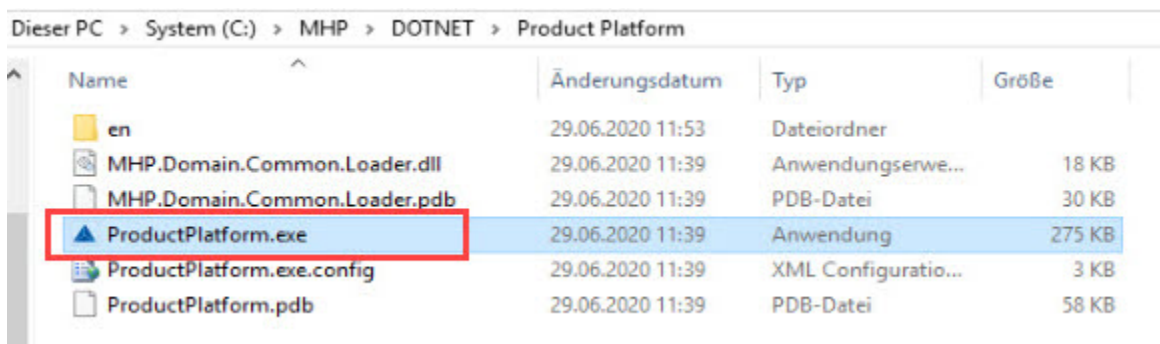 Dieser PC > System (C:) > MHP > DOTNET > Product Platform
Name Änderungsdatum Typ Größe
en 29.06.2020 11:53 Dateiordner
MHP.Domain.Common.Loader.dll 29.06.2020 11:39 Anwendungserwe... 18 KB
MHP.Domain.Common.Loader.pdb 29.06.2020 11:39 PDB-Datei 30 KB
ProductPlatform.exe 29.06.2020 11:39 Anwendung 275 KB
ProductPlatform.exe.config 29.06.2020 11:39 XML Configuratio... 3 KB
ProductPlatform.pdb 29.06.2020 11:39 PDB-Datei 58 KB